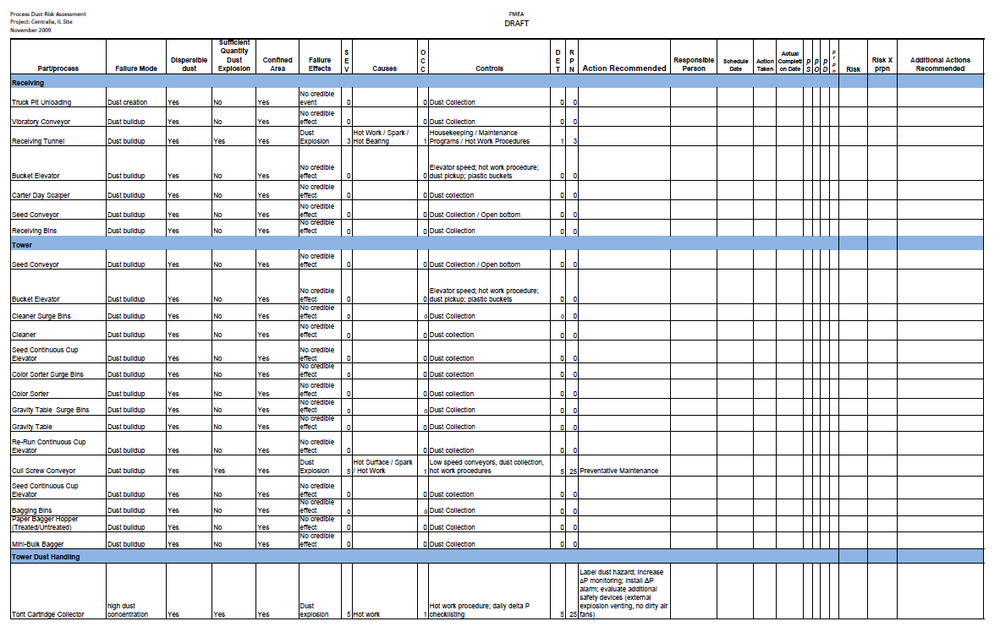 Process Dust Risk Assessment
Project: Centralia, IL Site
November 2009
FMEA
DRAFT
Part/process Failure Mode Dispersible dust Sufficient Quantity Dust Explosion Confined Area Failure Effects SEV Causes OCC Controls DET RPN Action Recommended Responsible Person Schedule Date Action Taken Actual Completion Date pS pO pD prpn Risk Risk X prpn Additional Actions Recommended
Receiving
Truck Pit Unloading Dust creation Yes No Yes No credible event 0 0 Dust Collection 0 0
Vibratory Conveyor Dust buildup Yes No Yes No credible effect 0 0 Dust Collection 0 0
Receiving Tunnel Dust buildup Yes Yes Yes Dust Explosion 3 Hot Work / Spark / Hot Bearing 1 Housekeeping / Maintenance Programs / Hot Work Procedures 1 3
Bucket Elevator Dust buildup Yes No Yes No credible effect 0 0 Elevator speed; hot work procedure; dust pickup; plastic buckets 0 0
Carter Day Scalper Dust buildup Yes No Yes No credible effect 0 0 Dust collection 0 0
Seed Conveyor Dust buildup Yes No Yes No credible effect 0 0 Dust Collection / Open bottom 0 0
Receiving Bins Dust buildup Yes No Yes No credible effect 0 0 Dust Collection 0 0
Tower
Seed Conveyor Dust buildup Yes No Yes No credible effect 0 0 Dust Collection / Open bottom 0 0
Bucket Elevator Dust buildup Yes No Yes No credible effect 0 0 Elevator speed; hot work procedure; dust pickup; plastic buckets 0 0
Cleaner Surge Bins Dust buildup Yes No Yes No credible effect 0 0 Dust Collection 0 0
Cleaner Dust buildup Yes No Yes No credible effect 0 0 Dust collection 0 0
Seed Continuous Cup Elevator Dust buildup Yes No Yes No credible effect 0 0 Dust collection 0 0
Color Sorter Surge Bins Dust buildup Yes No Yes No credible effect 0 0 Dust collection 0 0
Color Sorter Dust buildup Yes No Yes No credible effect 0 0 Dust collection 0 0
Gravity Table Surge Bins Dust buildup Yes No Yes No credible effect 0 0 Dust Collection 0 0
Gravity Table Dust buildup Yes No Yes No credible effect 0 0 Dust Collection 0 0
Re-Run Continuous Cup Elevator Dust buildup Yes No Yes No credible effect 0 0 Dust collection 0 0
Cull Screw Conveyor Dust buildup Yes Yes Yes Dust Explosion 5 Hot Surface / Spark / Hot Work 1 Low speed conveyors, dust collection, hot work procedures 5 25 Preventative Maintenance
Seed Continuous Cup Elevator Dust buildup Yes No Yes No credible effect 0 0 Dust Collection 0 0
Bagging Bins Dust buildup Yes No Yes No credible effect 0 0 Dust Collection 0 0
Paper Bagger Hopper (Treated/Untreated) Dust buildup Yes No Yes No credible effect 0 0 Dust Collection 0 0
Mini-Bulk Bagger Dust buildup Yes No Yes No credible effect 0 0 Dust Collection 0 0
Tower Dust Handling
Torit Cartridge Collector high dust concentration Yes Yes Yes Dust explosion 5 Hot work 1 Hot work procedure; daily delta P checklisting 5 25 Label dust hazard; increase ΔP monitoring; install ΔP alarm; evaluate additional safety devices (external explosion venting, no dirty air fans)